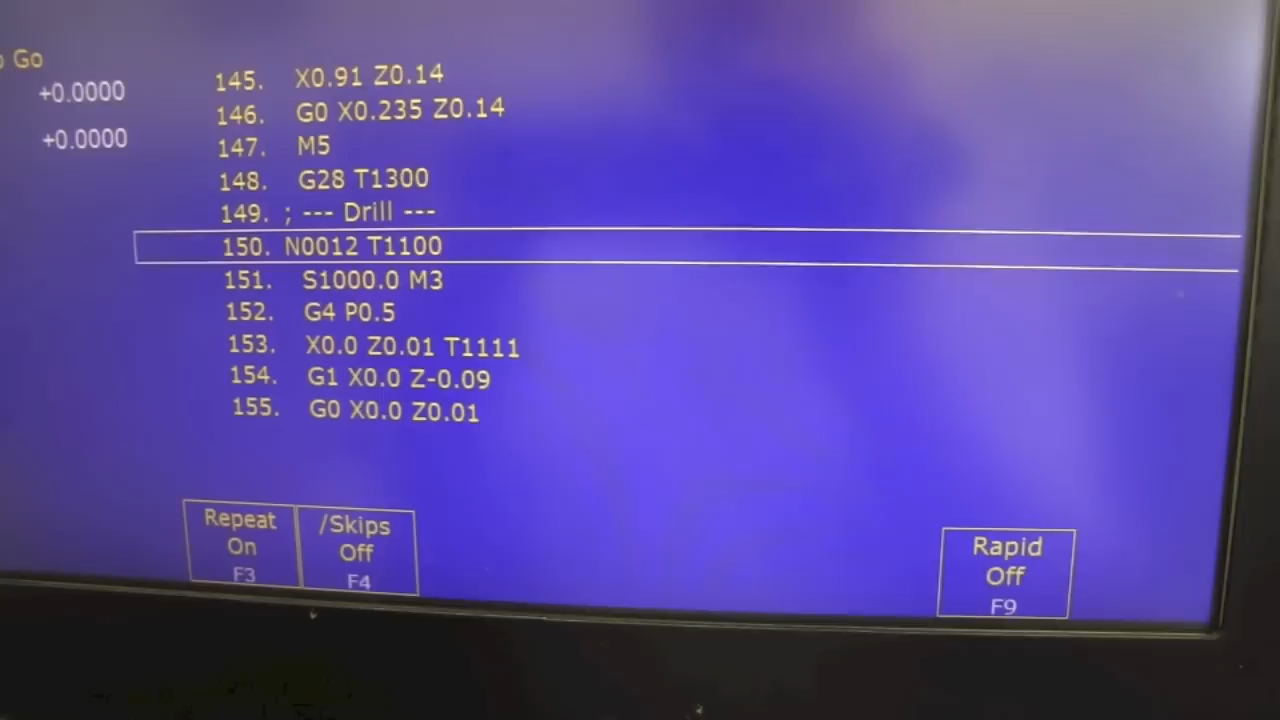 Go
+0.0000
+0.0000
145. X0.91 Z0.14
146. G0 X0.235 Z0.14
147. M5
148. G28 T1300
149. ; --- Drill ---
150. N0012 T1100
151. S1000.0 M3
152. G4 P0.5
153. X0.0 Z0.01 T1111
154. G1 X0.0 Z-0.09
155. G0 X0.0 Z0.01
Repeat
On
F3
/Skips
Off
F4
Rapid
Off
F9